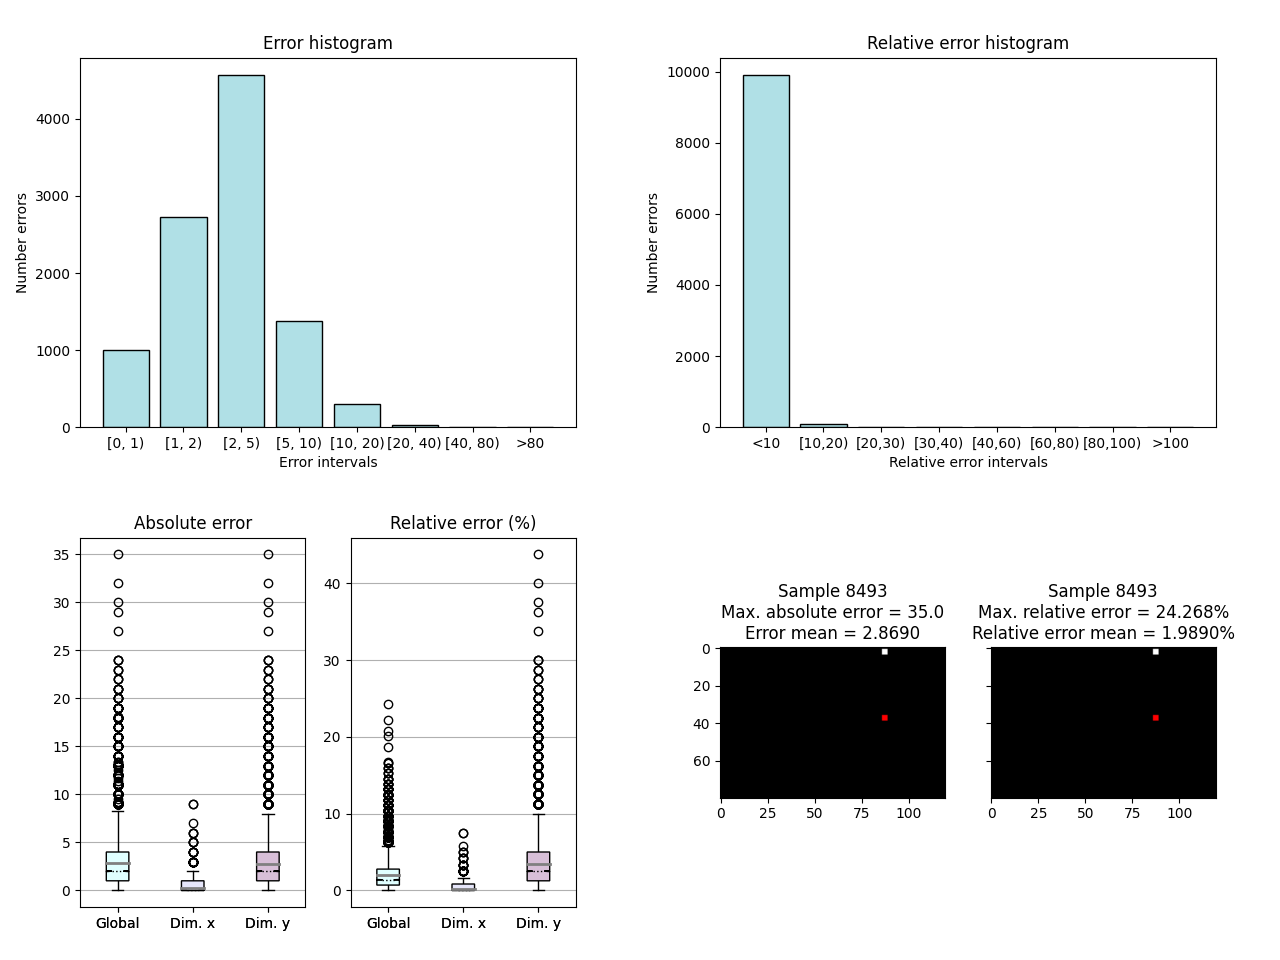 Error histogram
Number errors
4000
3000
2000
1000
0
[0, 1) [1, 2) [2, 5) [5, 10) [10, 20) [20, 40) [40, 80) >80
Error intervals
Relative error histogram
Number errors
10000
8000
6000
4000
2000
0
<10 [10,20) [20,30) [30,40) [40,60) [60,80) [80,100) >100
Relative error intervals
Absolute error
35
30
25
20
15
10
5
0
Global Dim. x Dim. y
Relative error (%)
40
30
20
10
0
Global Dim. x Dim. y
Sample 8493
Max. absolute error = 35.0
Error mean = 2.8690
0
20
40
60
0 25 50 75 100
Sample 8493
Max. relative error = 24.268%
Relative error mean = 1.9890%
0 25 50 75 100